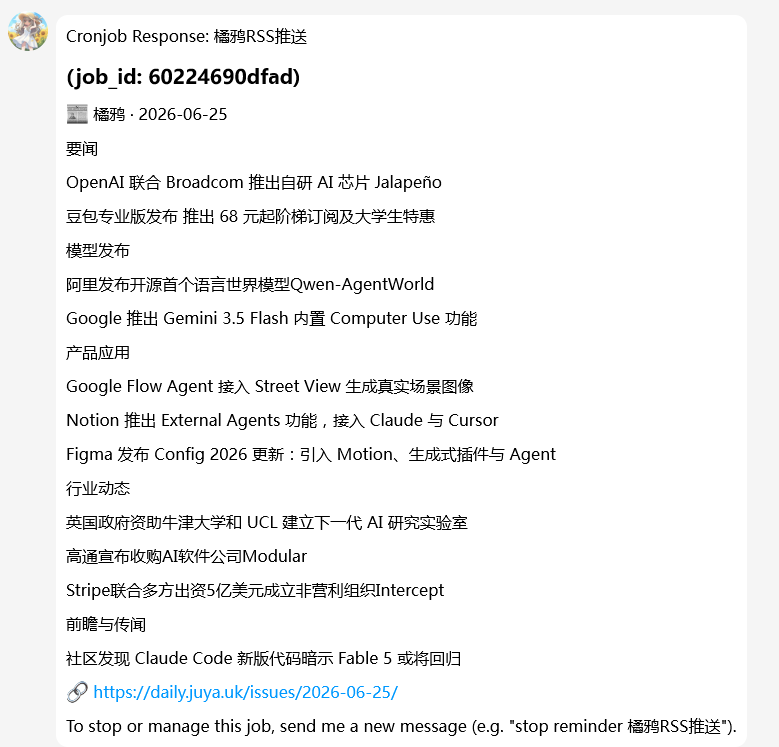 Cronjob Response: 橘鸦RSS推送
(job_id: 60224690dfad)
📰 橘鸦 · 2026-06-25
要闻
OpenAI 联合 Broadcom 推出自研 AI 芯片 Jalapeño
豆包专业版发布 推出 68 元起阶梯订阅及大学生特惠
模型发布
阿里发布开源首个语言世界模型Qwen-AgentWorld
Google 推出 Gemini 3.5 Flash 内置 Computer Use 功能
产品应用
Google Flow Agent 接入 Street View 生成真实场景图像
Notion 推出 External Agents 功能，接入 Claude 与 Cursor
Figma 发布 Config 2026 更新：引入 Motion、生成式插件与 Agent
行业动态
英国政府资助牛津大学和 UCL 建立下一代 AI 研究实验室
高通宣布收购AI软件公司Modular
Stripe联合多方出资5亿美元成立非营利组织Intercept
前瞻与传闻
社区发现 Claude Code 新版代码暗示 Fable 5 或将回归
🔗 https://daily.juya.uk/issues/2026-06-25/
To stop or manage this job, send me a new message (e.g. "stop reminder 橘鸦RSS推送").